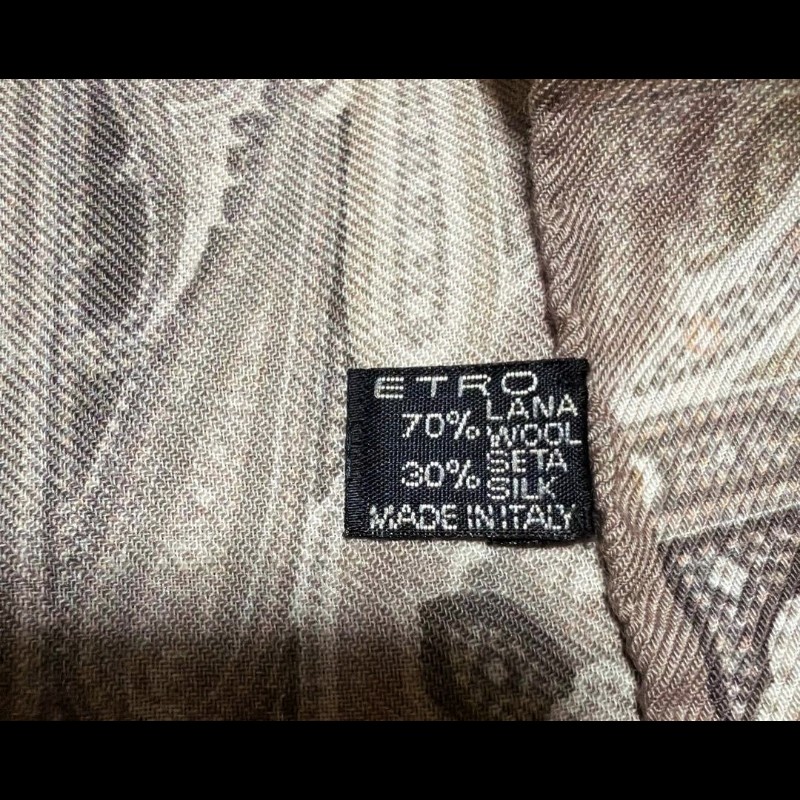 ETRO
70% LANA
WOOL
30% SETA
SILK
MADE IN ITALY